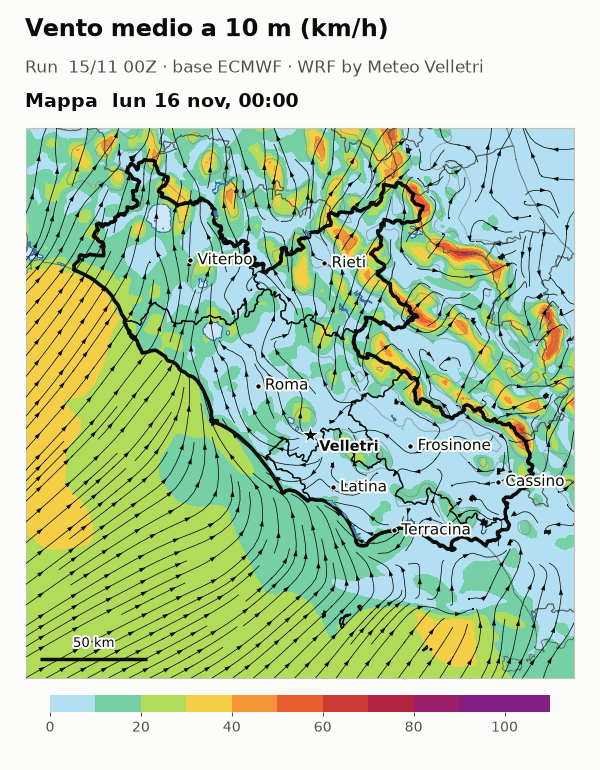 Vento medio a 10 m (km/h)
Run 15/11 00Z · base ECMWF · WRF by Meteo Velletri
Mappa lun 16 nov, 00:00
Viterbo
Rieti
Roma
Velletri
Frosinone
Cassino
Latina
Terracina
50 km
0 20 40 60 80 100